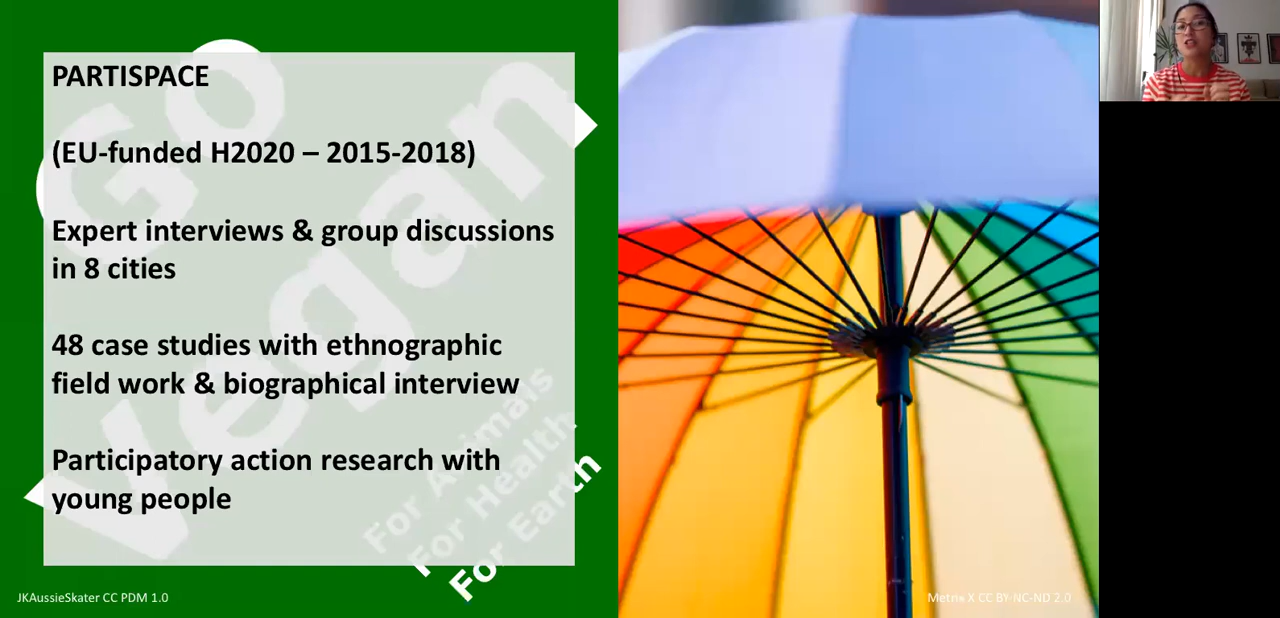 PARTISPACE
(EU-funded H2020 – 2015-2018)
Expert interviews & group discussions
in 8 cities
48 case studies with ethnographic
field work & biographical interview
Participatory action research with
young people
Go
Vegan
For Animals
For Health
For Earth
JKAussieSkater CC PDM 1.0
Metrix X CC BY-NC-ND 2.0